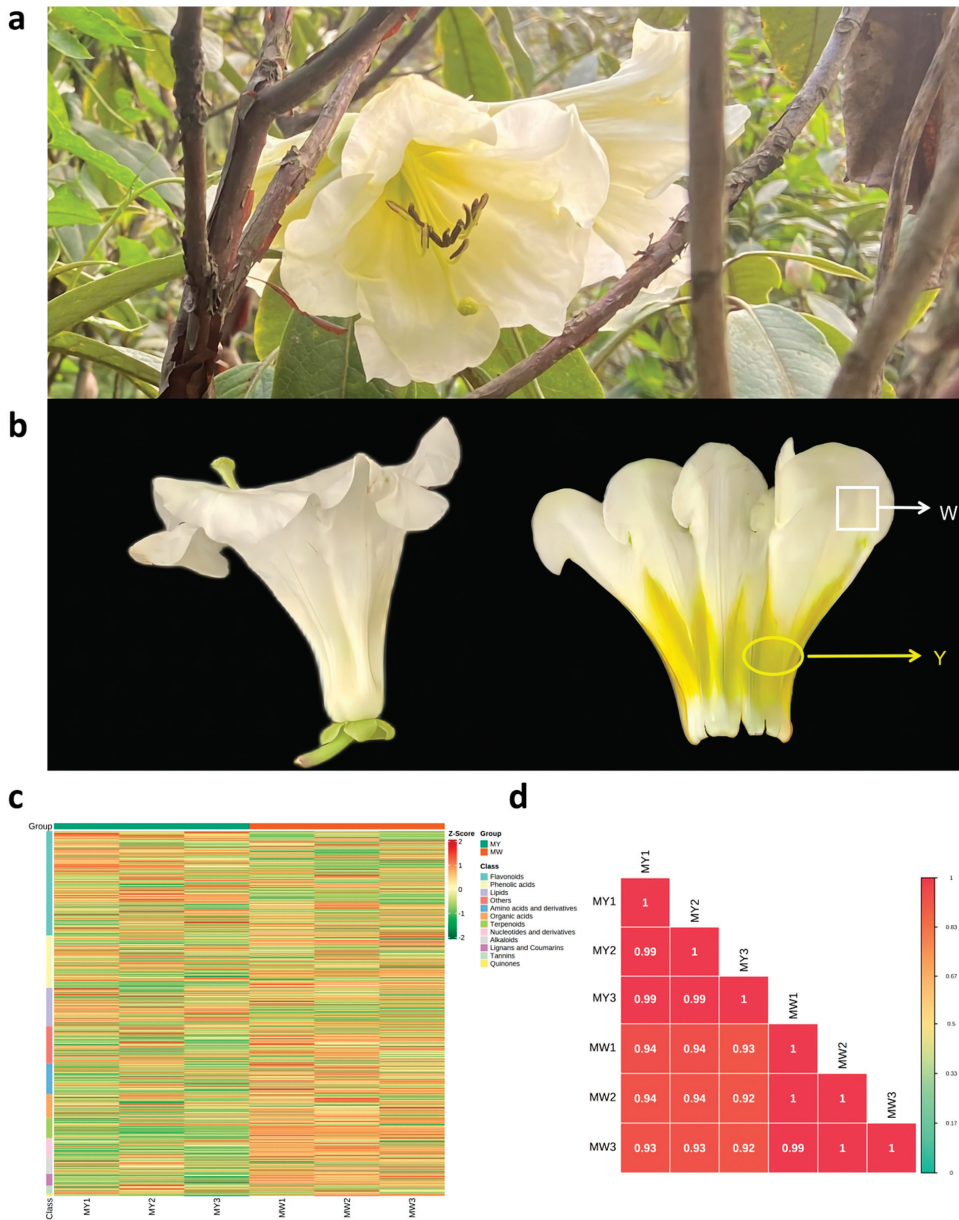 a
b
W
Y
c
d
Group
Z-Score
2
1
0
-1
-2
Group
MY
MW
Class
Flavonoids
Phenolic acids
Lipids
Others
Amino acids and derivatives
Organic acids
Terpenoids
Nucleotides and derivatives
Alkaloids
Lignans and Coumarins
Tannins
Quinones
Class
MY1
MY2
MY3
MW1
MW2
MW3
MY1
MY2
MY3
MW1
MW2
MW3
MY1 1
MY2 0.99 1
MY3 0.99 0.99 1
MW1 0.94 0.94 0.93 1
MW2 0.94 0.94 0.92 1 1
MW3 0.93 0.93 0.92 0.99 1 1
1
0.83
0.67
0.5
0.33
0.17
0